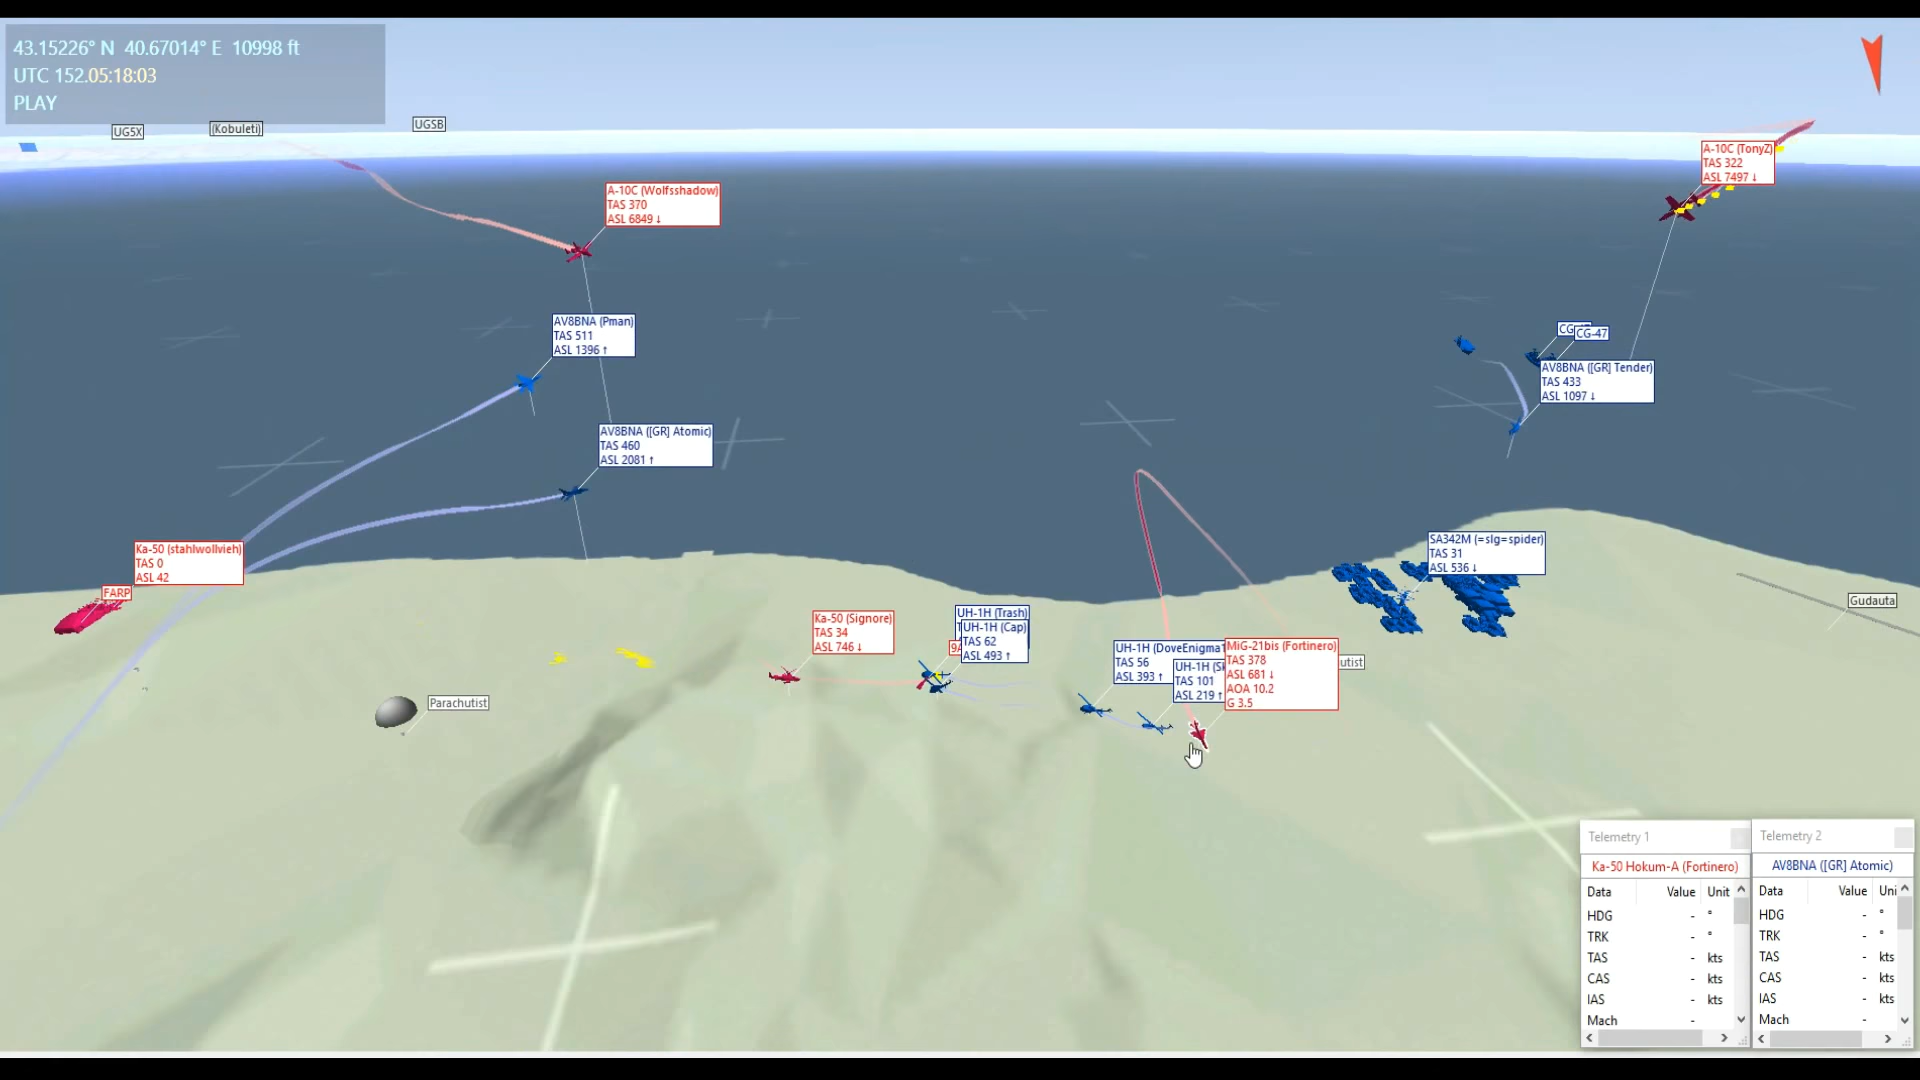 43.15226° N 40.67014° E 10998 ft
UTC 152.05:18:03
PLAY
UG5X
(Kobuleti)
UGSB
A-10C (TonyZ)
TAS 322
ASL 7497 ↓
A-10C (Wolfsshadow)
TAS 370
ASL 6849 ↓
AV8BNA (Pman)
TAS 511
ASL 1396 ↑
CG-47
AV8BNA ([GR] Tender)
TAS 433
ASL 1097 ↓
AV8BNA ([GR] Atomic)
TAS 460
ASL 2081 ↑
SA342M (=slg=spider)
TAS 31
ASL 536 ↓
Ka-50 (stahlwollvieh)
TAS 0
ASL 42
FARP
Gudauta
Ka-50 (Signore)
TAS 34
ASL 746 ↓
UH-1H (Trash)
UH-1H (Cap)
TAS 62
ASL 493 ↑
UH-1H (DoveEnigma1
TAS 56
ASL 393 ↑
UH-1H (Sk
TAS 101
ASL 219 ↑
MiG-21bis (Fortinero)
TAS 378
ASL 681 ↓
AOA 10.2
G 3.5
utist
Parachutist
Telemetry 1
Ka-50 Hokum-A (Fortinero)
Data Value Unit
HDG - °
TRK - °
TAS - kts
CAS - kts
IAS - kts
Mach -
Telemetry 2
AV8BNA ([GR] Atomic)
Data Value Uni
HDG - °
TRK - °
TAS - kts
CAS - kts
IAS - kts
Mach -